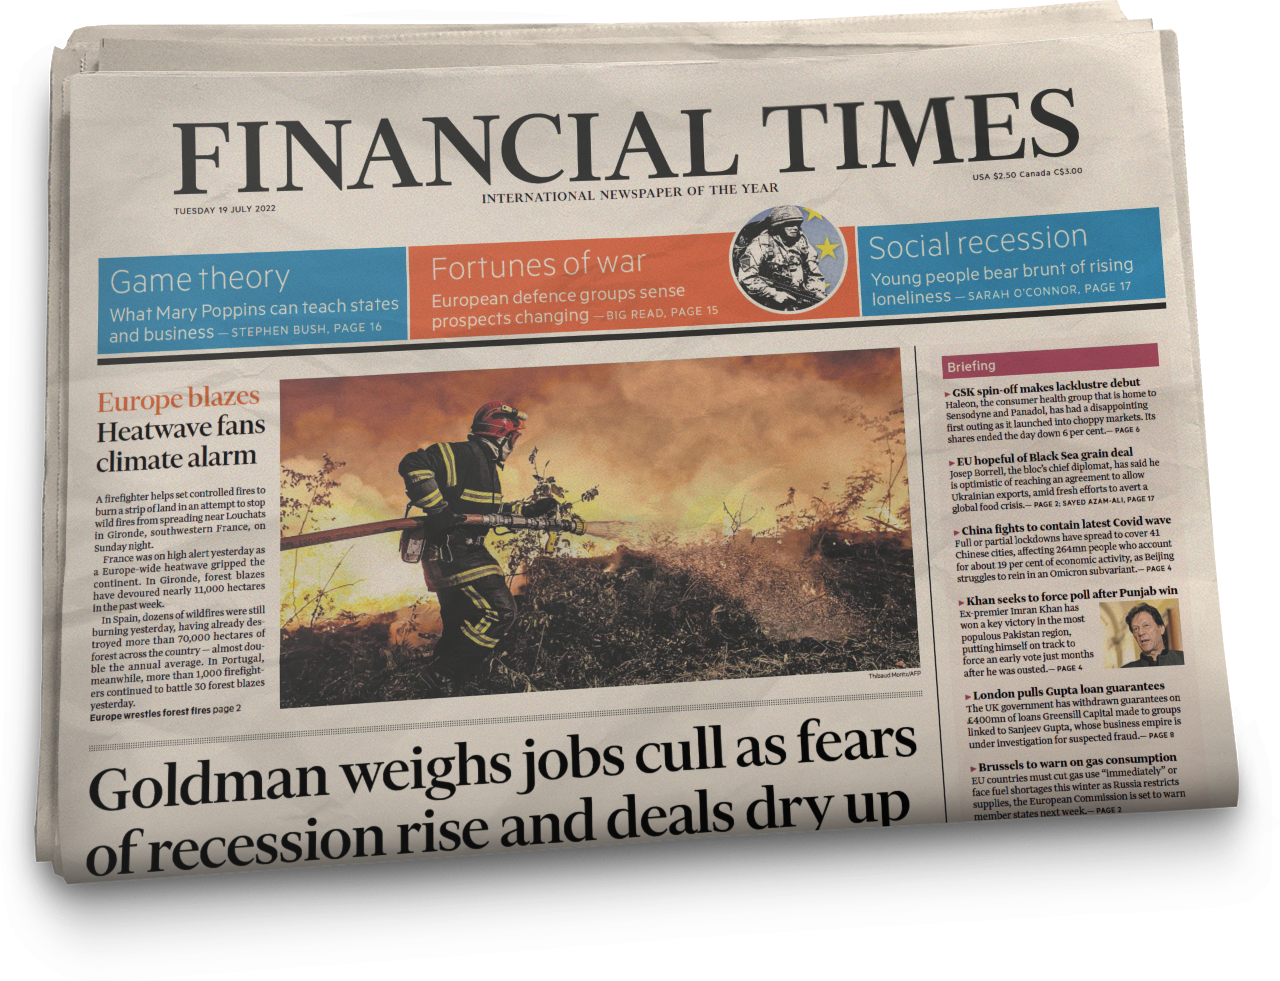 FINANCIAL TIMES
INTERNATIONAL NEWSPAPER OF THE YEAR
TUESDAY 19 JULY 2022
USA $2.50 Canada C$3.00
Game theory
What Mary Poppins can teach states
and business — STEPHEN BUSH, PAGE 16
Fortunes of war
European defence groups sense
prospects changing — BIG READ, PAGE 15
Social recession
Young people bear brunt of rising
loneliness — SARAH O'CONNOR, PAGE 17
Europe blazes
Heatwave fans
climate alarm
A firefighter helps set controlled fires to
burn a strip of land in an attempt to stop
wild fires from spreading near Louchats
in Gironde, southwestern France, on
Sunday night.
France was on high alert yesterday as
a Europe-wide heatwave gripped the
continent. In Gironde, forest blazes
have devoured nearly 11,000 hectares
in the past week.
In Spain, dozens of wildfires were still
burning yesterday, having already des-
troyed more than 70,000 hectares of
forest across the country — almost dou-
ble the annual average. In Portugal,
meanwhile, more than 1,000 firefight-
ers continued to battle 30 forest blazes
yesterday.
Europe wrestles forest fires page 2
Thibaud Moritz/AFP
Goldman weighs jobs cull as fears
of recession rise and deals dry up
Briefing
▸ GSK spin-off makes lacklustre debut
Haleon, the consumer health group that is home to
Sensodyne and Panadol, has had a disappointing
first outing as it launched into choppy markets. Its
shares ended the day down 6 per cent.— PAGE 6
▸ EU hopeful of Black Sea grain deal
Josep Borrell, the bloc's chief diplomat, has said he
is optimistic of reaching an agreement to allow
Ukrainian exports, amid fresh efforts to avert a
global food crisis.— PAGE 2; SAYED AZAM-ALI, PAGE 17
▸ China fights to contain latest Covid wave
Full or partial lockdowns have spread to cover 41
Chinese cities, affecting 264mn people who account
for about 19 per cent of economic activity, as Beijing
struggles to rein in an Omicron subvariant.— PAGE 4
▸ Khan seeks to force poll after Punjab win
Ex-premier Imran Khan has
won a key victory in the most
populous Pakistan region,
putting himself on track to
force an early vote just months
after he was ousted.— PAGE 4
▸ London pulls Gupta loan guarantees
The UK government has withdrawn guarantees on
£400mn of loans Greensill Capital made to groups
linked to Sanjeev Gupta, whose business empire is
under investigation for suspected fraud.— PAGE 8
▸ Brussels to warn on gas consumption
EU countries must cut gas use "immediately" or
face fuel shortages this winter as Russia restricts
supplies, the European Commission is set to warn
member states next week.— PAGE 2